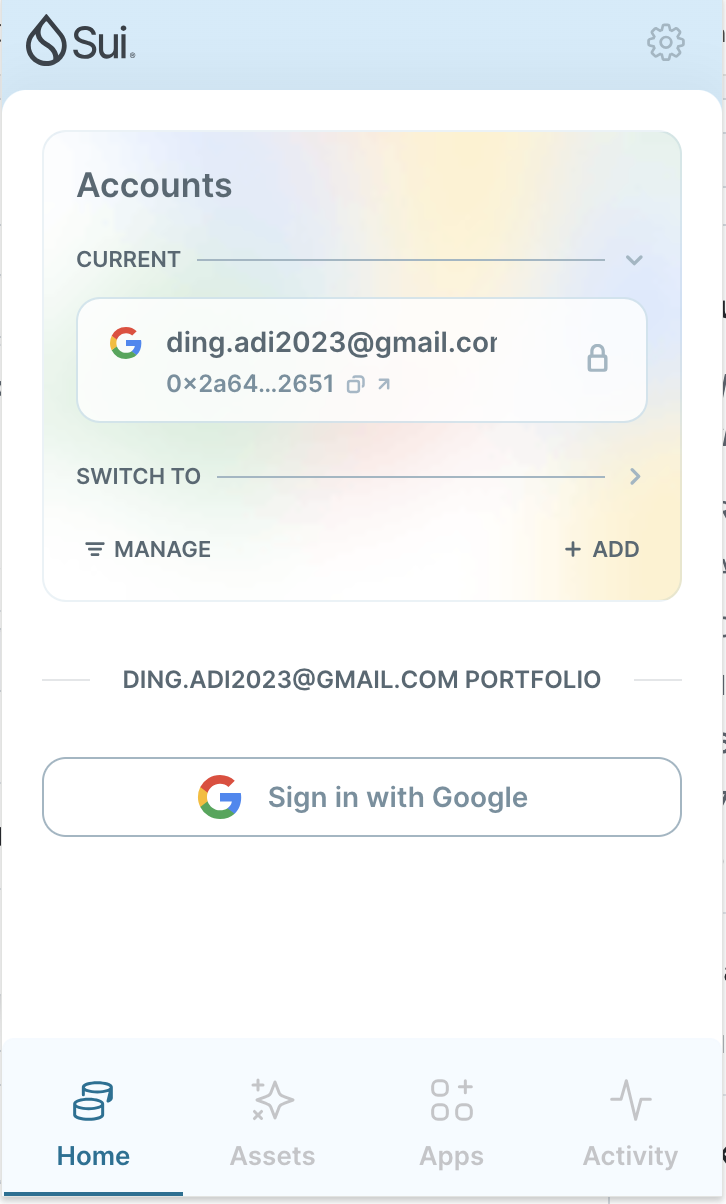 Sui
Accounts
CURRENT
ding.adi2023@gmail.cor
0×2a64...2651
SWITCH TO
MANAGE
+ ADD
DING.ADI2023@GMAIL.COM PORTFOLIO
Sign in with Google
Home
Assets
Apps
Activity